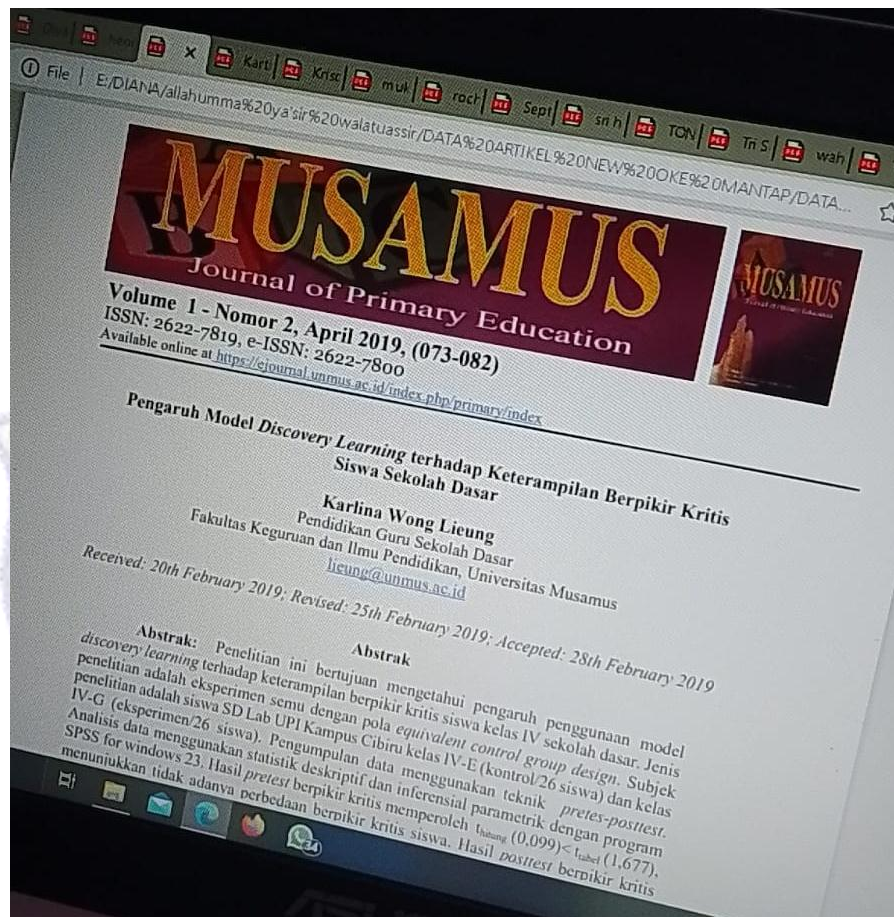 Kart
Krisc
muk
roch
Sept
sri h
TON
Tri S
wah
File | E:/DIANA/allahumma%20ya'sir%20walatuassir/DATA%20ARTIKEL%20NEW%20OKE%20MANTAP/DATA...
MUSAMUS
Journal of Primary Education
MUSAMUS
Volume 1 - Nomor 2, April 2019, (073-082)
ISSN: 2622-7819, e-ISSN: 2622-7800
Available online at https://ejournal.unmus.ac.id/index.php/primary/index
Pengaruh Model Discovery Learning terhadap Keterampilan Berpikir Kritis
Siswa Sekolah Dasar
Karlina Wong Lieung
Pendidikan Guru Sekolah Dasar
Fakultas Keguruan dan Ilmu Pendidikan, Universitas Musamus
lieung@unmus.ac.id
Received: 20th February 2019; Revised: 25th February 2019; Accepted: 28th February 2019
Abstrak
Abstrak: Penelitian ini bertujuan mengetahui pengaruh penggunaan model
discovery learning terhadap keterampilan berpikir kritis siswa kelas IV sekolah dasar. Jenis
penelitian adalah eksperimen semu dengan pola equivalent control group design. Subjek
penelitian adalah siswa SD Lab UPI Kampus Cibiru kelas IV-E (kontrol/26 siswa) dan kelas
IV-G (eksperimen/26 siswa). Pengumpulan data menggunakan teknik pretes-posttest.
Analisis data menggunakan statistik deskriptif dan inferensial parametrik dengan program
SPSS for windows 23. Hasil pretest berpikir kritis memperoleh thitung (0,099)< ttabel (1,677),
menunjukkan tidak adanya perbedaan berpikir kritis siswa. Hasil posttest berpikir kritis